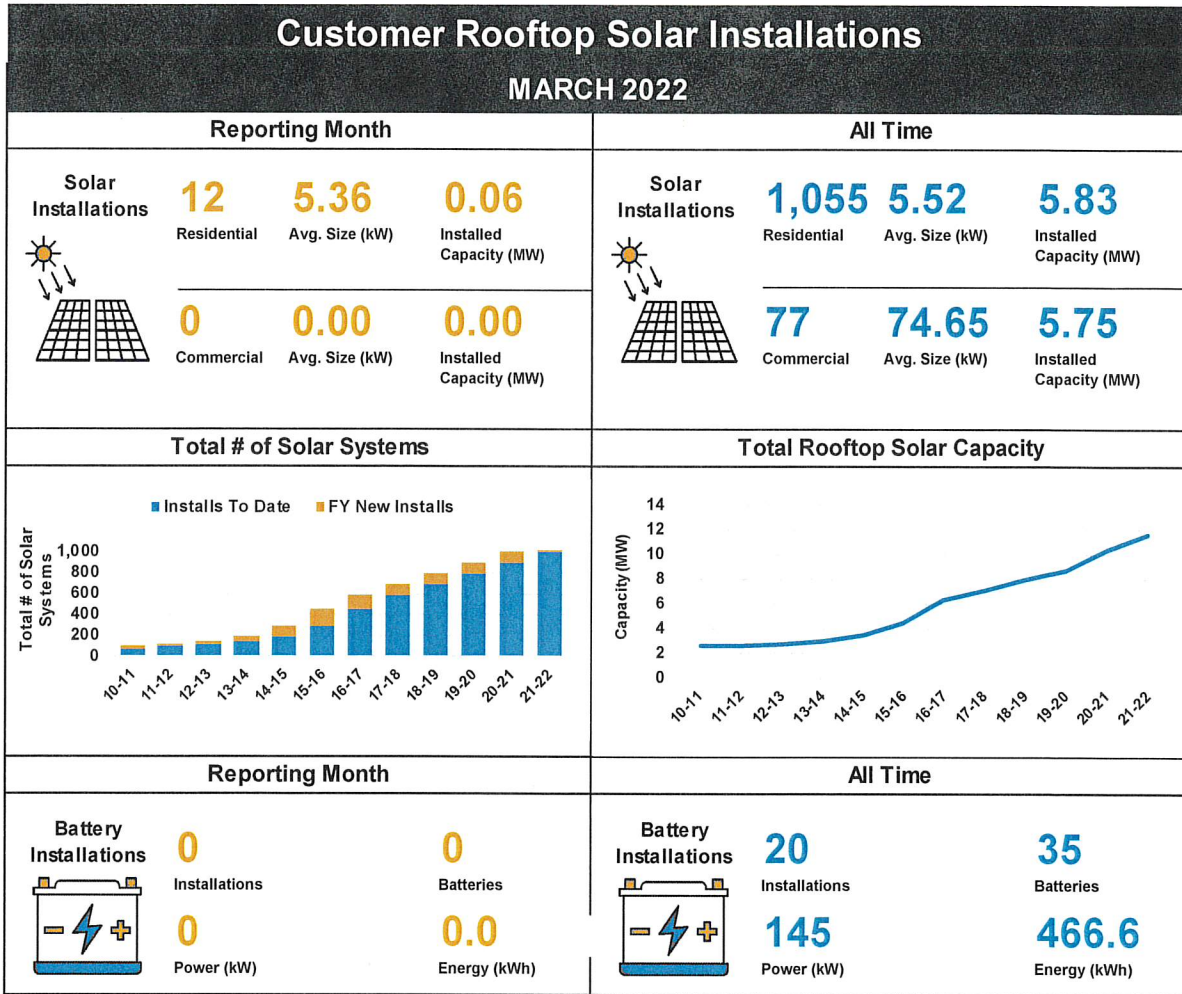 Customer Rooftop Solar Installations
MARCH 2022
Reporting Month
Solar
Installations
12
5.36
0.06
Residential
Avg. Size (kW)
Installed
Capacity (MW)
0
0.00
0.00
Commercial
Avg. Size (kW)
Installed
Capacity (MW)
All Time
Solar
Installations
1,055
5.52
5.83
Residential
Avg. Size (kW)
Installed
Capacity (MW)
77
74.65
5.75
Commercial
Avg. Size (kW)
Installed
Capacity (MW)
Total # of Solar Systems
Installs To Date
FY New Installs
Total # of Solar
Systems
1,000
800
600
400
200
0
10-11
11-12
12-13
13-14
14-15
15-16
16-17
17-18
18-19
19-20
20-21
21-22
Total Rooftop Solar Capacity
Capacity (MW)
14
12
10
8
6
4
2
0
10-11
11-12
12-13
13-14
14-15
15-16
16-17
17-18
18-19
19-20
20-21
21-22
Reporting Month
Battery
Installations
0
0
Installations
Batteries
0
0.0
Power (kW)
Energy (kWh)
All Time
Battery
Installations
20
35
Installations
Batteries
145
466.6
Power (kW)
Energy (kWh)